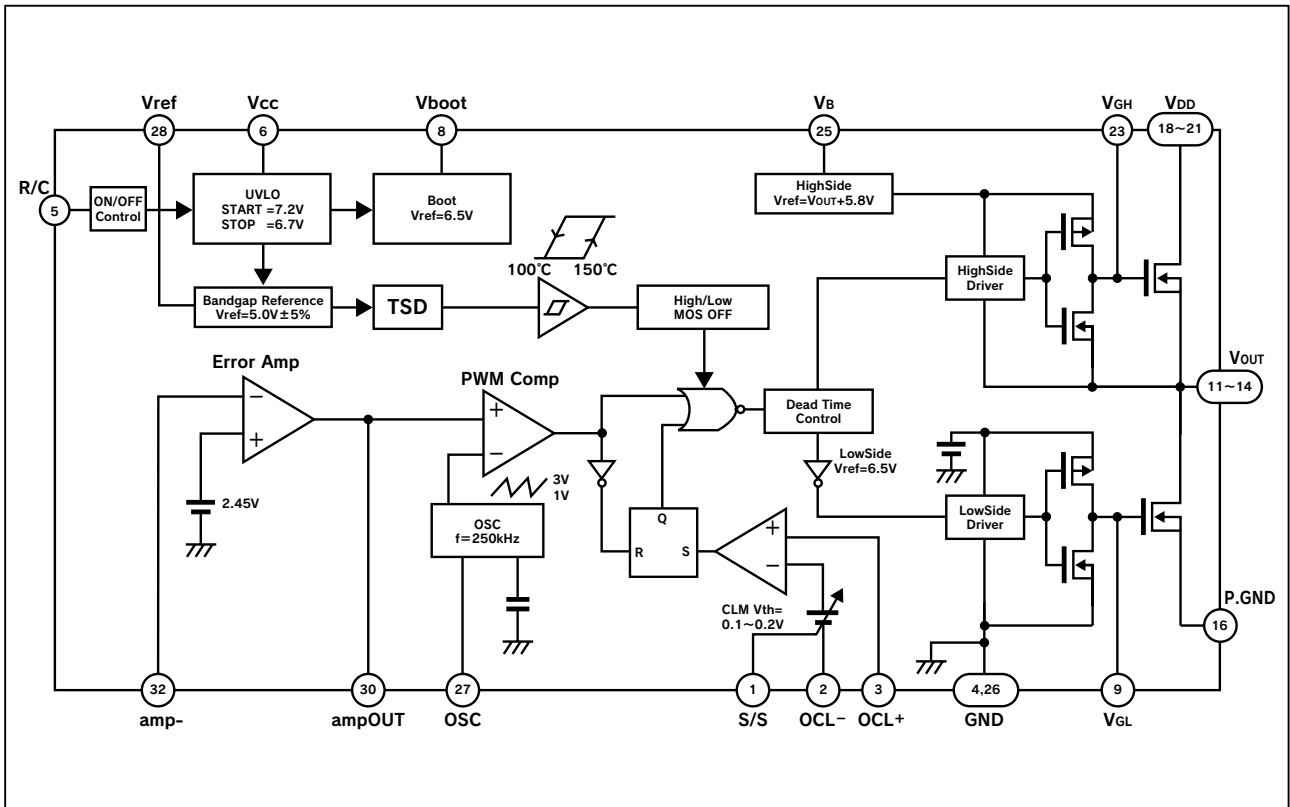 Vref
Vcc
Vboot
VB
VGH
VDD
28
6
8
25
23
18~21
R/C
5
ON/OFF
Control
UVLO
START =7.2V
STOP =6.7V
Boot
Vref=6.5V
HighSide
Vref=VOUT+5.8V
100℃
150℃
Bandgap Reference
Vref=5.0V±5%
TSD
High/Low
MOS OFF
HighSide
Driver
Error Amp
PWM Comp
VOUT
11~14
−
+
+
−
Dead Time
Control
2.45V
3V
1V
LowSide
Vref=6.5V
OSC
f=250kHz
Q
R
S
+
−
LowSide
Driver
CLM Vth=
0.1~0.2V
P.GND
16
32
30
27
1
2
3
4,26
9
amp-
ampOUT
OSC
S/S
OCL−
OCL+
GND
VGL